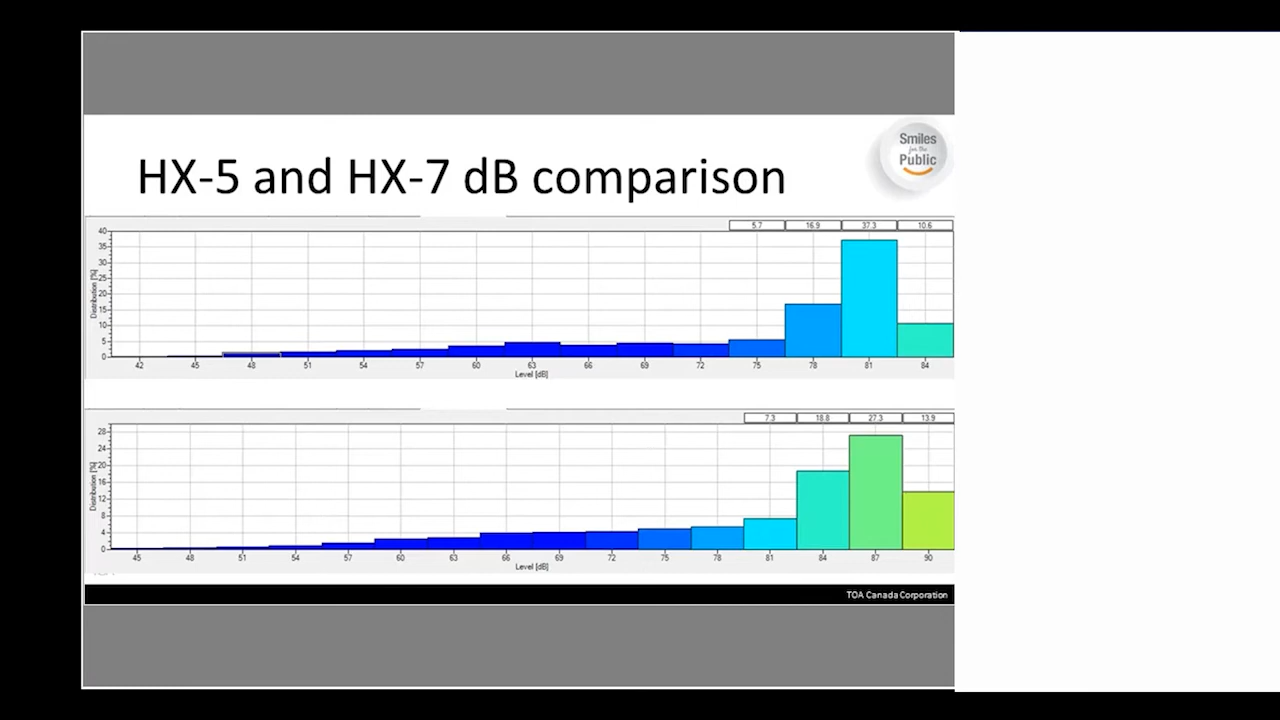 Smiles
for the
Public
HX-5 and HX-7 dB comparison
5.7 16.9 37.3 10.6
40
35
30
25
20
15
10
5
0
Distribution [%]
42 45 48 51 54 57 60 63 66 69 72 75 78 81 84
Level [dB]
7.3 18.8 27.3 13.9
28
24
20
16
12
8
4
0
Distribution [%]
45 48 51 54 57 60 63 66 69 72 75 78 81 84 87 90
Level [dB]
TOA Canada Corporation